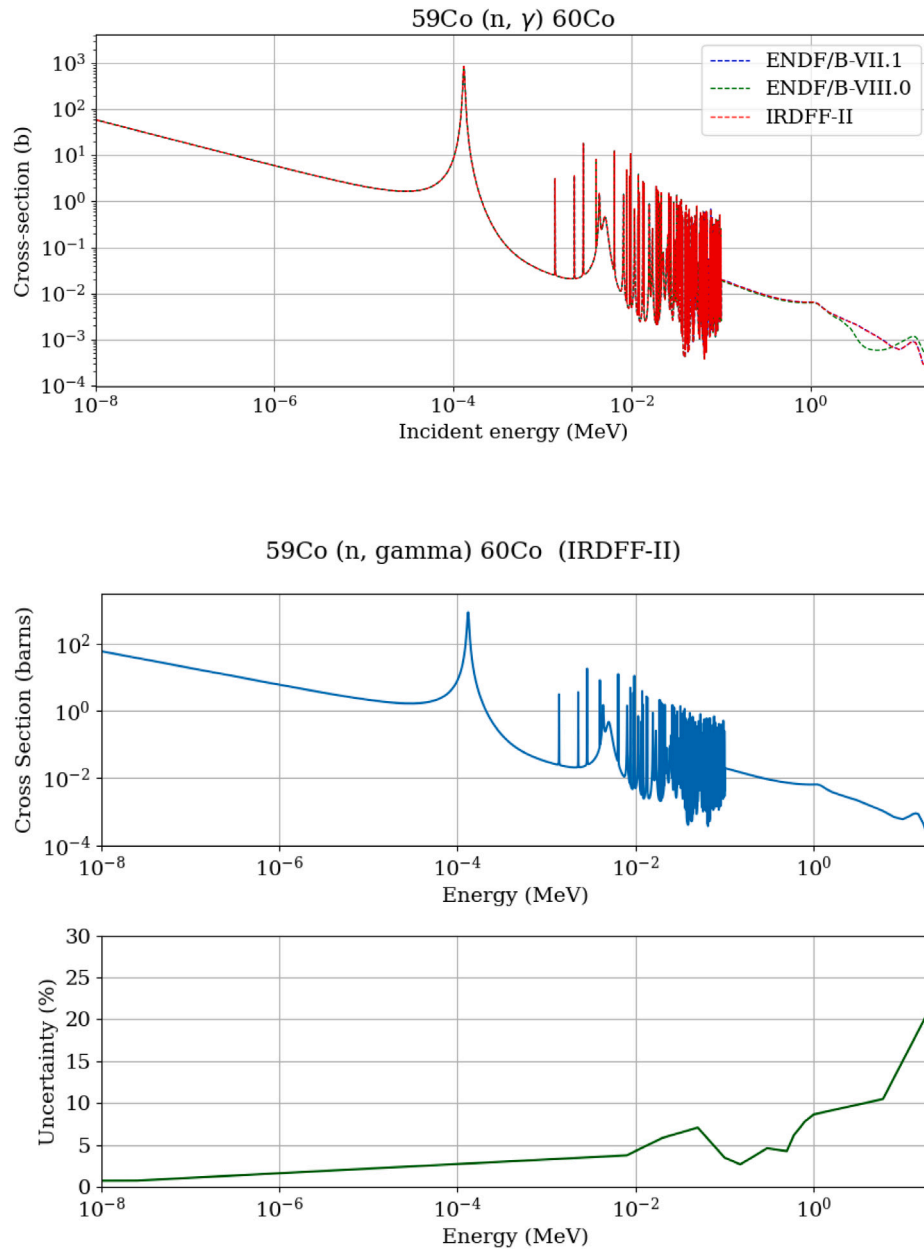 59Co (n, γ) 60Co
ENDF/B-VII.1
ENDF/B-VIII.0
IRDFF-II
Cross-section (b)
10³
10²
10¹
10⁰
10⁻¹
10⁻²
10⁻³
10⁻⁴
10⁻⁸ 10⁻⁶ 10⁻⁴ 10⁻² 10⁰
Incident energy (MeV)
59Co (n, gamma) 60Co (IRDFF-II)
Cross Section (barns)
10²
10⁰
10⁻²
10⁻⁴
10⁻⁸ 10⁻⁶ 10⁻⁴ 10⁻² 10⁰
Energy (MeV)
Uncertainty (%)
30
25
20
15
10
5
0
10⁻⁸ 10⁻⁶ 10⁻⁴ 10⁻² 10⁰
Energy (MeV)